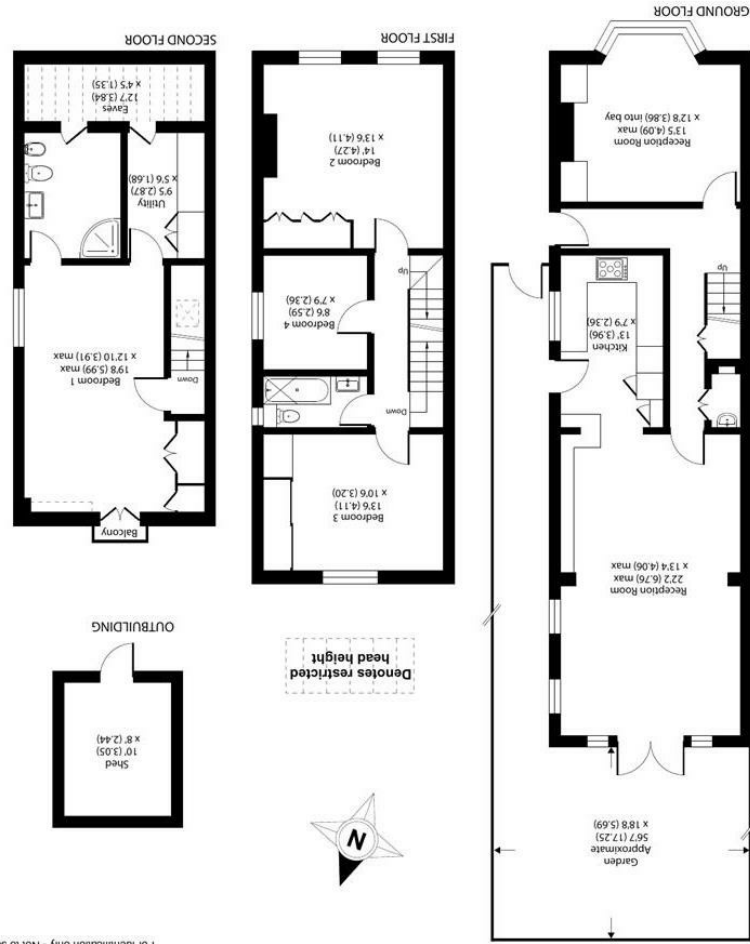 For identification only - Not to
Garden
Approximate
56'7 (17.25)
x 18'8 (5.69)
N
Shed
10' (3.05)
x 8' (2.44)
OUTBUILDING
Denotes restricted
head height
Reception Room
22'2 (6.76) max
x 13'4 (4.06) max
Kitchen
13' (3.96)
x 7'9 (2.36)
Up
Reception Room
13'5 (4.09) max
x 12'8 (3.86) into bay
GROUND FLOOR
Bedroom 3
13'6 (4.11)
x 10'6 (3.20)
Down
Bedroom 4
8'6 (2.59)
x 7'9 (2.36)
Up
Bedroom 2
14' (4.27)
x 13'6 (4.11)
FIRST FLOOR
Balcony
Down
Bedroom 1
19'8 (5.99) max
x 12'10 (3.91) max
Utility
9'5 (2.87)
x 5'6 (1.68)
Eaves
12'7 (3.84)
x 4'5 (1.35)
SECOND FLOOR